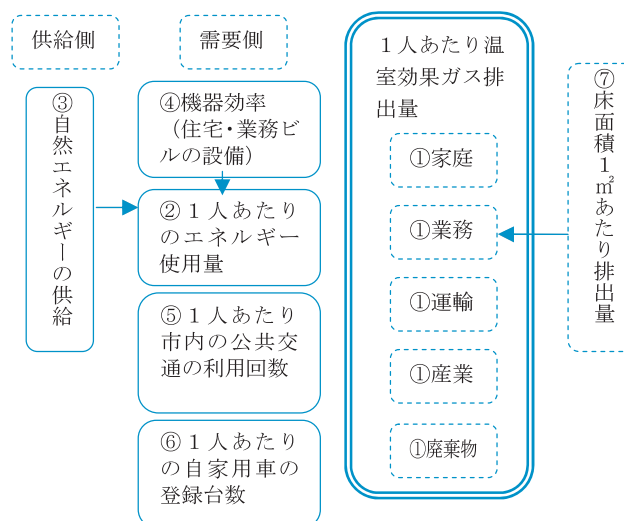 供給側
需要側
③自然エネルギーの供給
④機器効率
（住宅・業務ビ
ルの設備）
②１人あたり
のエネルギー
使用量
⑤１人あたり
市内の公共交
通の利用回数
⑥１人あたり
の自家用車の
登録台数
１人あたり温
室効果ガス排
出量
①家庭
①業務
①運輸
①産業
①廃棄物
⑦床面積１㎡あたり排出量